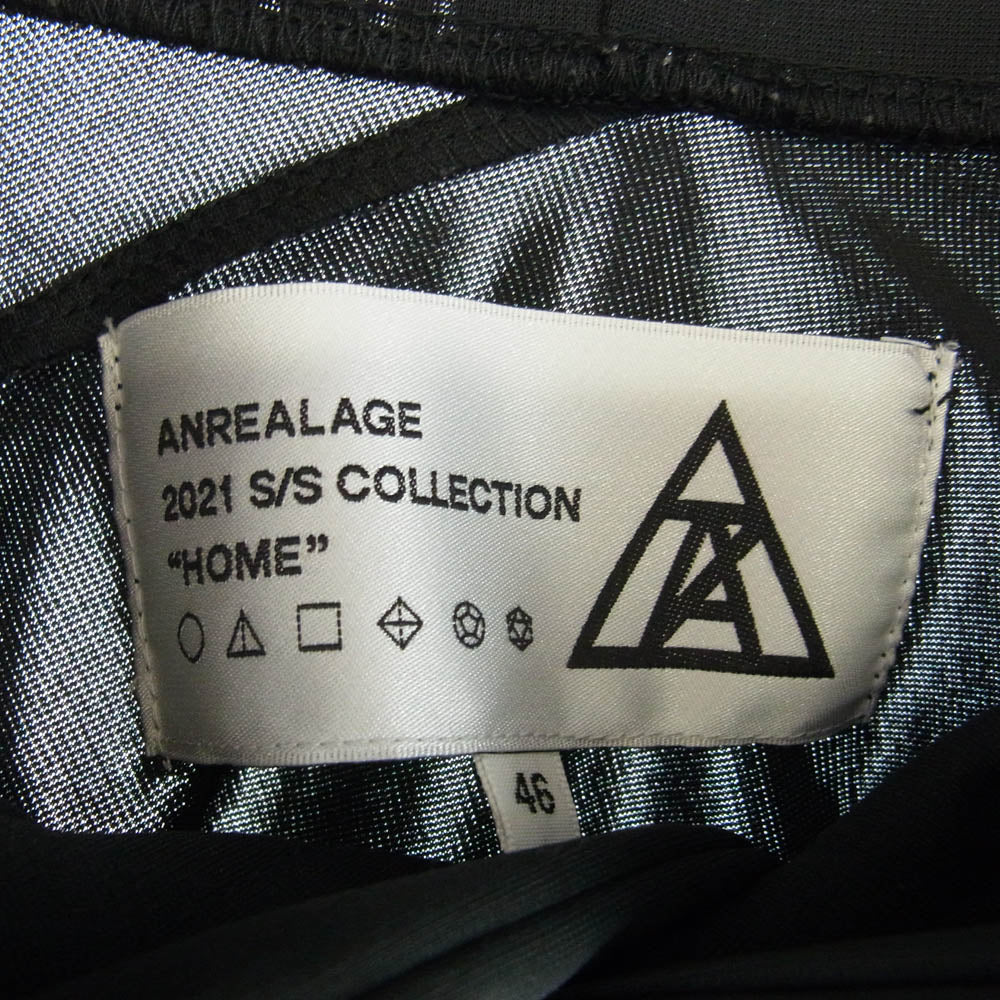 ANREALAGE
2021 S/S COLLECTION
“HOME”
46